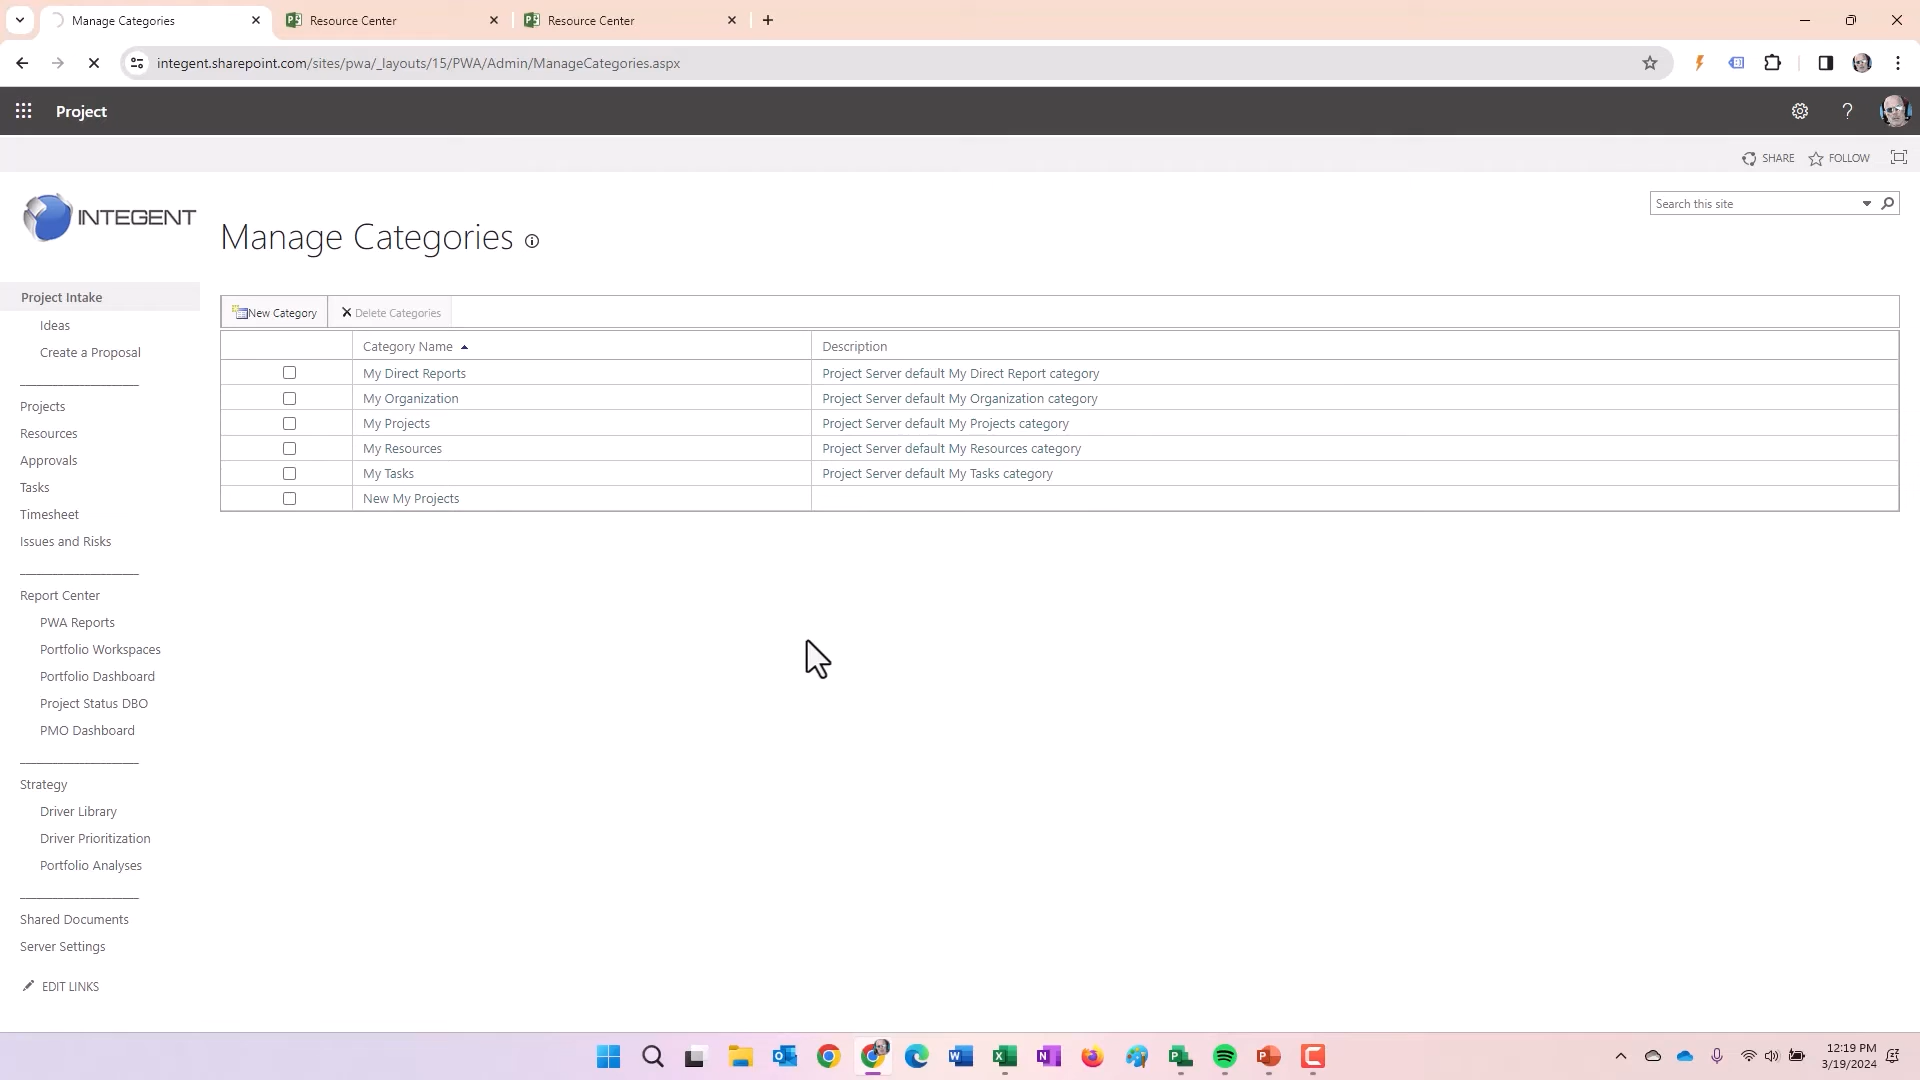 Manage Categories
Resource Center
Resource Center
integent.sharepoint.com/sites/pwa/_layouts/15/PWA/Admin/ManageCategories.aspx
Project
SHARE
FOLLOW
INTEGENT
Manage Categories
Search this site
Project Intake
Ideas
Create a Proposal
Projects
Resources
Approvals
Tasks
Timesheet
Issues and Risks
Report Center
PWA Reports
Portfolio Workspaces
Portfolio Dashboard
Project Status DBO
PMO Dashboard
Strategy
Driver Library
Driver Prioritization
Portfolio Analyses
Shared Documents
Server Settings
EDIT LINKS
New Category
Delete Categories
Category Name Description
My Direct Reports Project Server default My Direct Report category
My Organization Project Server default My Organization category
My Projects Project Server default My Projects category
My Resources Project Server default My Resources category
My Tasks Project Server default My Tasks category
New My Projects
12:19 PM
3/19/2024